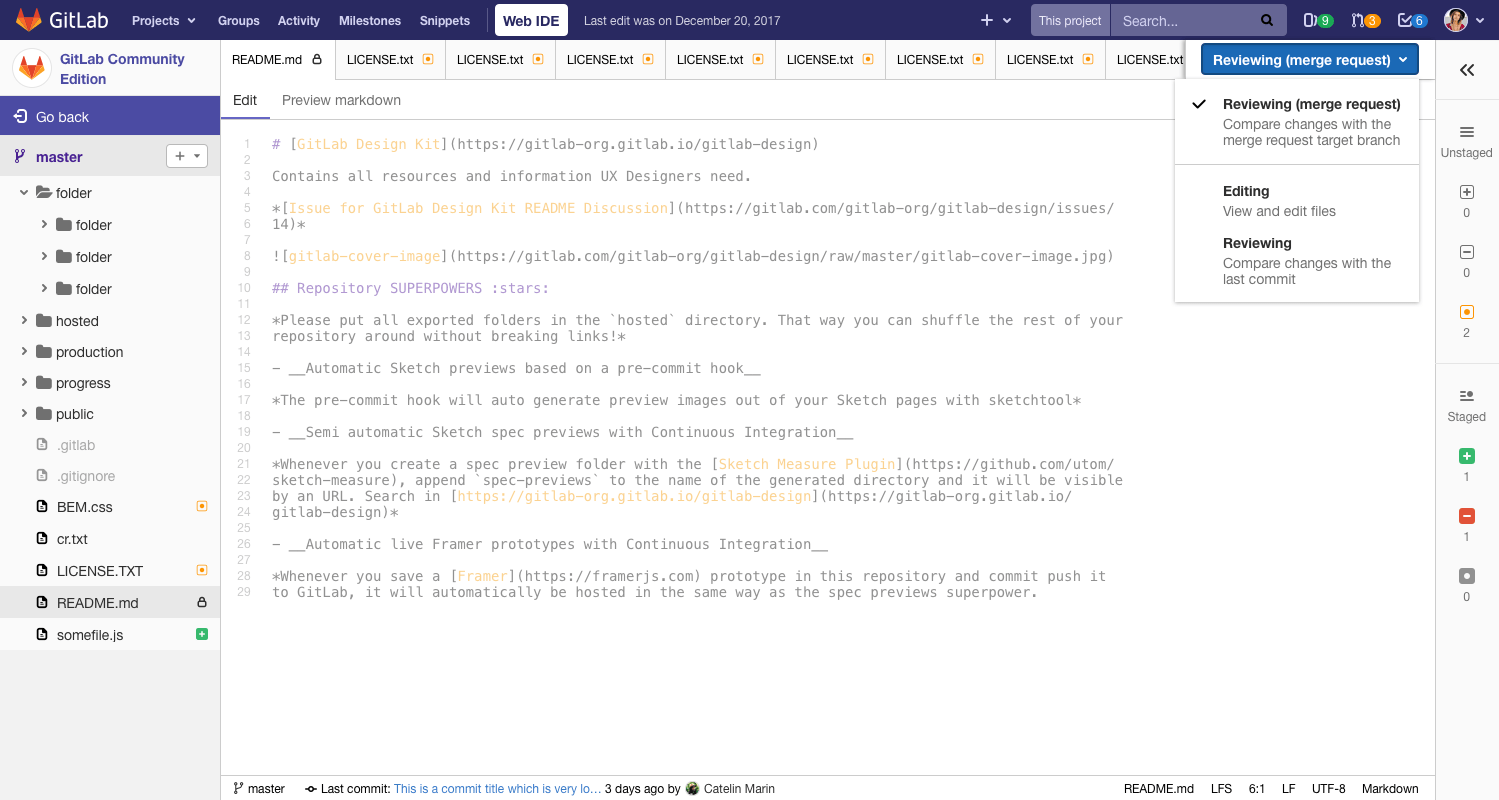 GitLab Projects Groups Activity Milestones Snippets Web IDE Last edit was on December 20, 2017 This project Search... 9 3 6
GitLab Community
Edition
Go back
master
folder
folder
folder
folder
hosted
production
progress
public
.gitlab
.gitignore
BEM.css
cr.txt
LICENSE.TXT
README.md
somefile.js
README.md LICENSE.txt LICENSE.txt LICENSE.txt LICENSE.txt LICENSE.txt LICENSE.txt LICENSE.txt LICENSE.txt
Reviewing (merge request)
Edit Preview markdown
1 # [GitLab Design Kit](https://gitlab-org.gitlab.io/gitlab-design)
2
3 Contains all resources and information UX Designers need.
4
5 *[Issue for GitLab Design Kit README Discussion](https://gitlab.com/gitlab-org/gitlab-design/issues/
6 14)*
7
8 ![gitlab-cover-image](https://gitlab.com/gitlab-org/gitlab-design/raw/master/gitlab-cover-image.jpg)
9
10 ## Repository SUPERPOWERS :stars:
11
12 *Please put all exported folders in the `hosted` directory. That way you can shuffle the rest of your
13 repository around without breaking links!*
14
15 - __Automatic Sketch previews based on a pre-commit hook__
16
17 *The pre-commit hook will auto generate preview images out of your Sketch pages with sketchtool*
18
19 - __Semi automatic Sketch spec previews with Continuous Integration__
20
21 *Whenever you create a spec preview folder with the [Sketch Measure Plugin](https://github.com/utom/
22 sketch-measure), append `spec-previews` to the name of the generated directory and it will be visible
23 by an URL. Search in [https://gitlab-org.gitlab.io/gitlab-design](https://gitlab-org.gitlab.io/
24 gitlab-design)*
25
26 - __Automatic live Framer prototypes with Continuous Integration__
27
28 *Whenever you save a [Framer](https://framerjs.com) prototype in this repository and commit push it
29 to GitLab, it will automatically be hosted in the same way as the spec previews superpower.
Reviewing (merge request)
Compare changes with the
merge request target branch
Editing
View and edit files
Reviewing
Compare changes with the
last commit
Unstaged
0
0
2
Staged
1
1
0
master Last commit: This is a commit title which is very lo... 3 days ago by Catelin Marin README.md LFS 6:1 LF UTF-8 Markdown